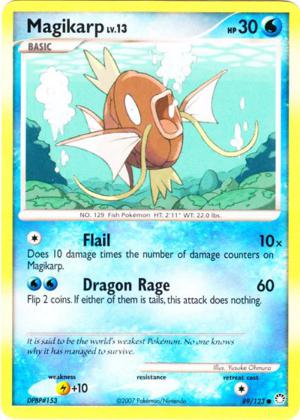 Magikarp LV.13 HP 30
BASIC
NO. 129 Fish Pokémon HT: 2'11" WT: 22.0 lbs.
Flail 10x
Does 10 damage times the number of damage counters on
Magikarp.
Dragon Rage 60
Flip 2 coins. If either of them is tails, this attack does nothing.
It is said to be the world's weakest Pokémon. No one knows
why it has managed to survive.
Illus. Yusuke Ohmura
weakness resistance retreat cost
+10
DPBP#153 ©2007 Pokémon/Nintendo 89/123